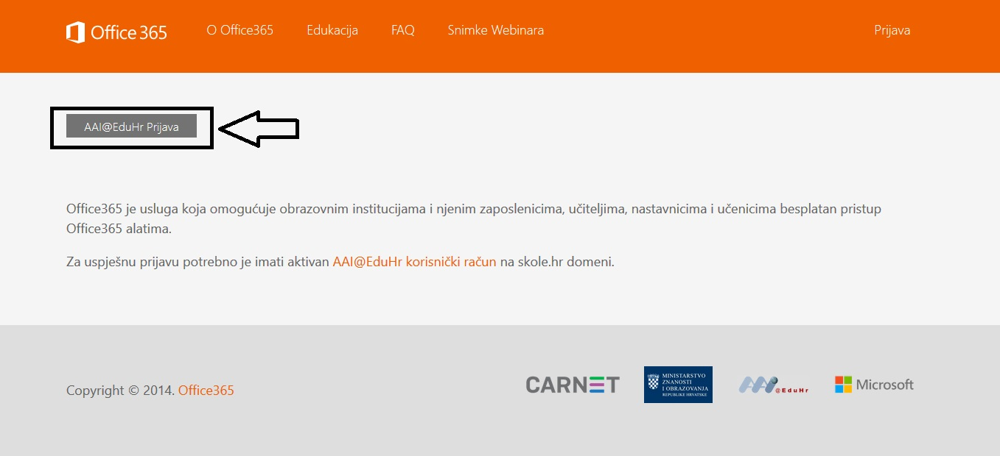 Office 365 O Office365 Edukacija FAQ Snimke Webinara Prijava
AAI@EduHr Prijava
Office365 je usluga koja omogućuje obrazovnim institucijama i njenim zaposlenicima, učiteljima, nastavnicima i učenicima besplatan pristup
Office365 alatima.
Za uspješnu prijavu potrebno je imati aktivan AAI@EduHr korisnički račun na skole.hr domeni.
Copyright © 2014. Office365
CARNET
MINISTARSTVO
ZNANOSTI
I OBRAZOVANJA
REPUBLIKE HRVATSKE
AAI@EduHr
Microsoft